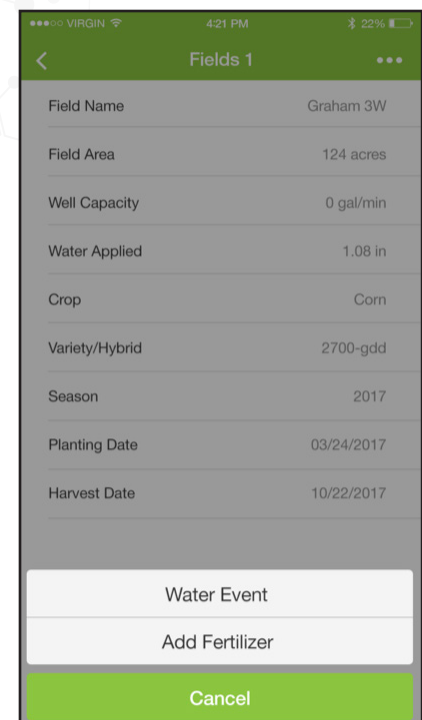 VIRGIN 4:21 PM 22%
Fields 1
Field Name Graham 3W
Field Area 124 acres
Well Capacity 0 gal/min
Water Applied 1.08 in
Crop Corn
Variety/Hybrid 2700-gdd
Season 2017
Planting Date 03/24/2017
Harvest Date 10/22/2017
Water Event
Add Fertilizer
Cancel